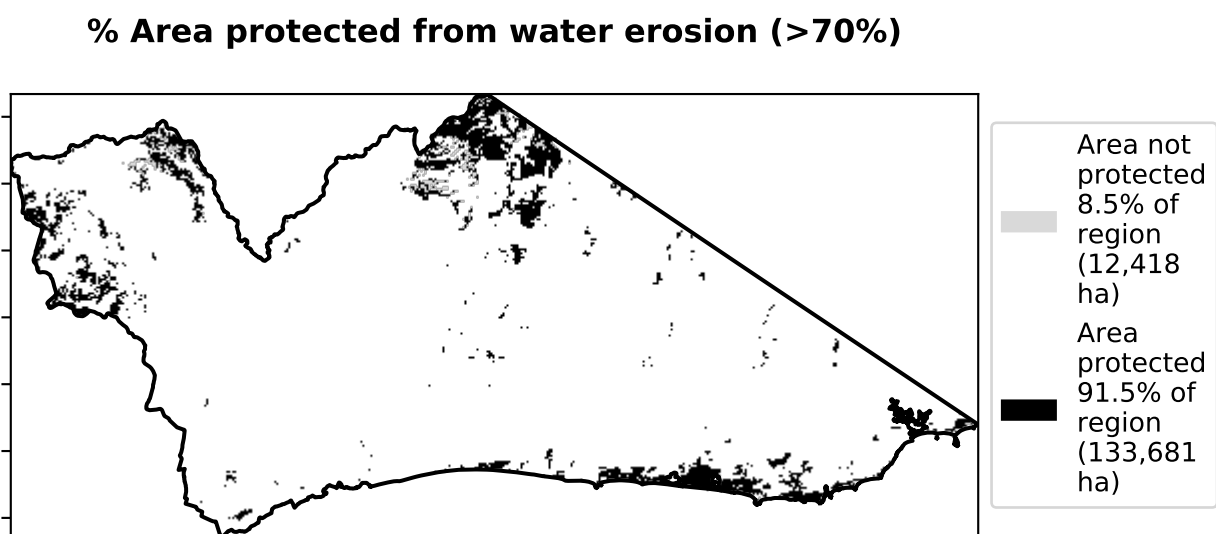 % Area protected from water erosion (>70%)
Area not
protected
8.5% of
region
(12,418
ha)
Area
protected
91.5% of
region
(133,681
ha)